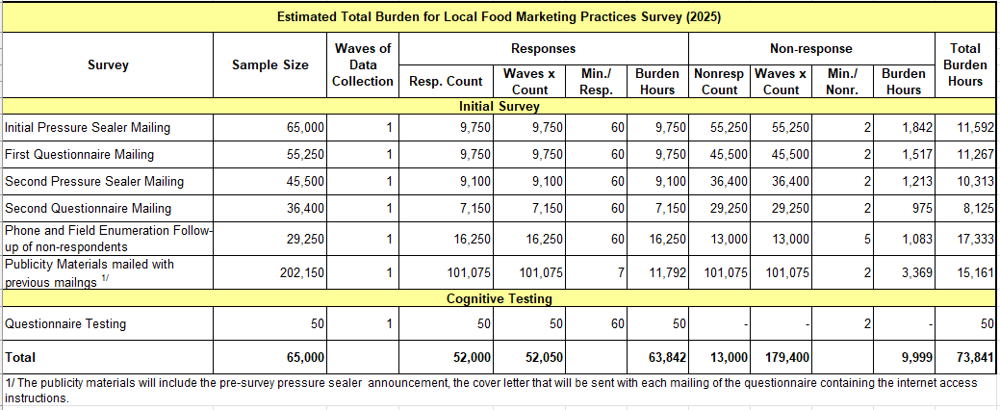 Estimated Total Burden for Local Food Marketing Practices Survey (2025)
Survey Sample Size Waves of Data Collection Responses Non-response Total Burden Hours
Resp. Count Waves x Count Min./ Resp. Burden Hours Nonresp Count Waves x Count Min./ Nonr. Burden Hours
Initial Survey
Initial Pressure Sealer Mailing 65,000 1 9,750 9,750 60 9,750 55,250 55,250 2 1,842 11,592
First Questionnaire Mailing 55,250 1 9,750 9,750 60 9,750 45,500 45,500 2 1,517 11,267
Second Pressure Sealer Mailing 45,500 1 9,100 9,100 60 9,100 36,400 36,400 2 1,213 10,313
Second Questionnaire Mailing 36,400 1 7,150 7,150 60 7,150 29,250 29,250 2 975 8,125
Phone and Field Enumeration Follow-
up of non-respondents 29,250 1 16,250 16,250 60 16,250 13,000 13,000 5 1,083 17,333
Publicity Materials mailed with
previous mailngs 1/ 202,150 1 101,075 101,075 7 11,792 101,075 101,075 2 3,369 15,161
Cognitive Testing
Questionnaire Testing 50 1 50 50 60 50 - - 2 - 50
Total 65,000 52,000 52,050 63,842 13,000 179,400 9,999 73,841
1/ The publicity materials will include the pre-survey pressure sealer announcement, the cover letter that will be sent with each mailing of the questionnaire containing the internet access
instructions.